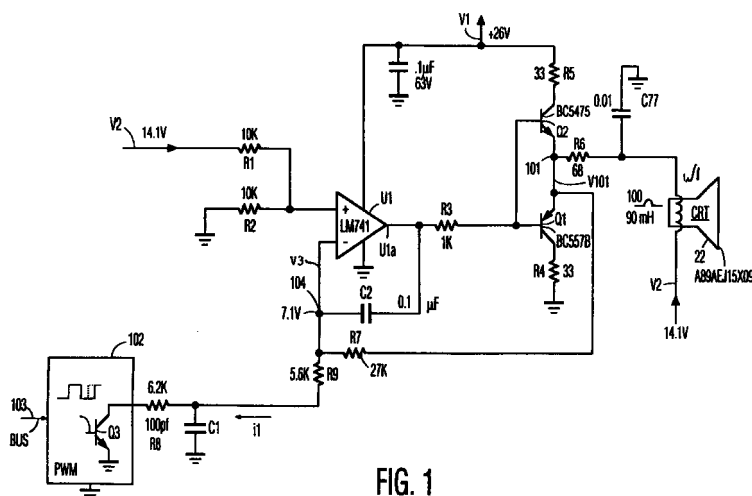 V1
+26V
.1µF
63V
33
R5
0.01
C77
BC5475
Q2
V2
14.1V
10K
R1
101
R6
68
V101
ω1
10K
R2
+
U1
LM741
U1a
−
R3
1K
Q1
BC557B
100
90 mH
CRT
22
A89AEJ15X09
V3
R4
33
V2
14.1V
104
7.1V
C2
0.1
µF
R7
27K
5.6K
R9
102
6.2K
100pf
R8
C1
i1
103
BUS
Q3
PWM
FIG. 1